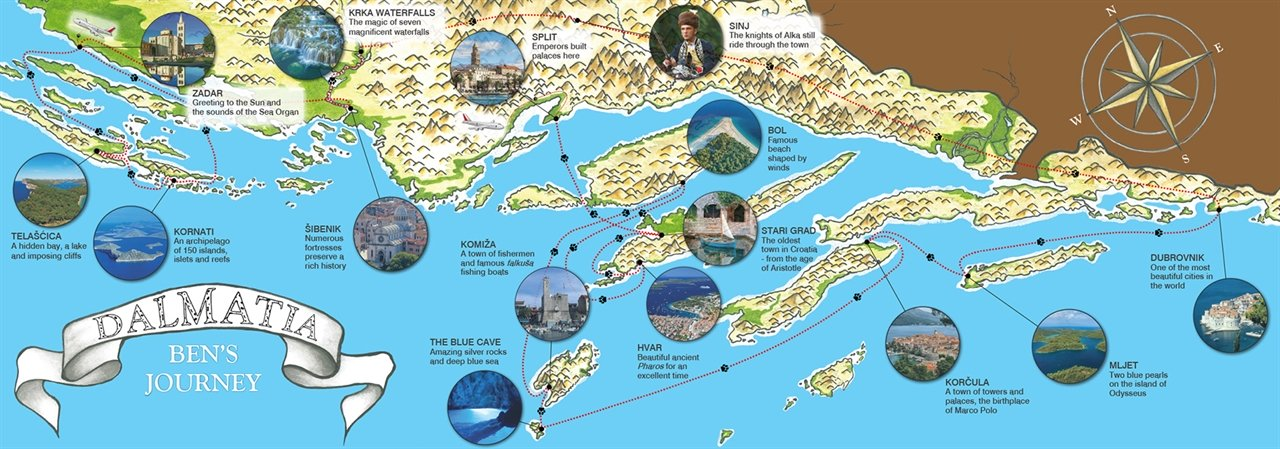 KRKA WATERFALLS
The magic of seven
magnificent waterfalls
SPLIT
Emperors built
palaces here
SINJ
The knights of Alka still
ride through the town
N
E
W
S
ZADAR
Greeting to the Sun and
the sounds of the Sea Organ
BOL
Famous
beach
shaped by
winds
TELAŠĆICA
A hidden bay, a lake
and imposing cliffs
KORNATI
An archipelago
of 150 islands,
islets and reefs
ŠIBENIK
Numerous
fortresses
preserve a
rich history
KOMIŽA
A town of fishermen
and famous falkuša
fishing boats
STARI GRAD
The oldest
town in Croatia
- from the age
of Aristotle
DUBROVNIK
One of the most
beautiful cities in
the world
DALMATIA
BEN'S
JOURNEY
THE BLUE CAVE
Amazing silver rocks
and deep blue sea
HVAR
Beautiful ancient
Pharos for an
excellent time
KORČULA
A town of towers and
palaces, the birthplace
of Marco Polo
MLJET
Two blue pearls
on the island of
Odysseus